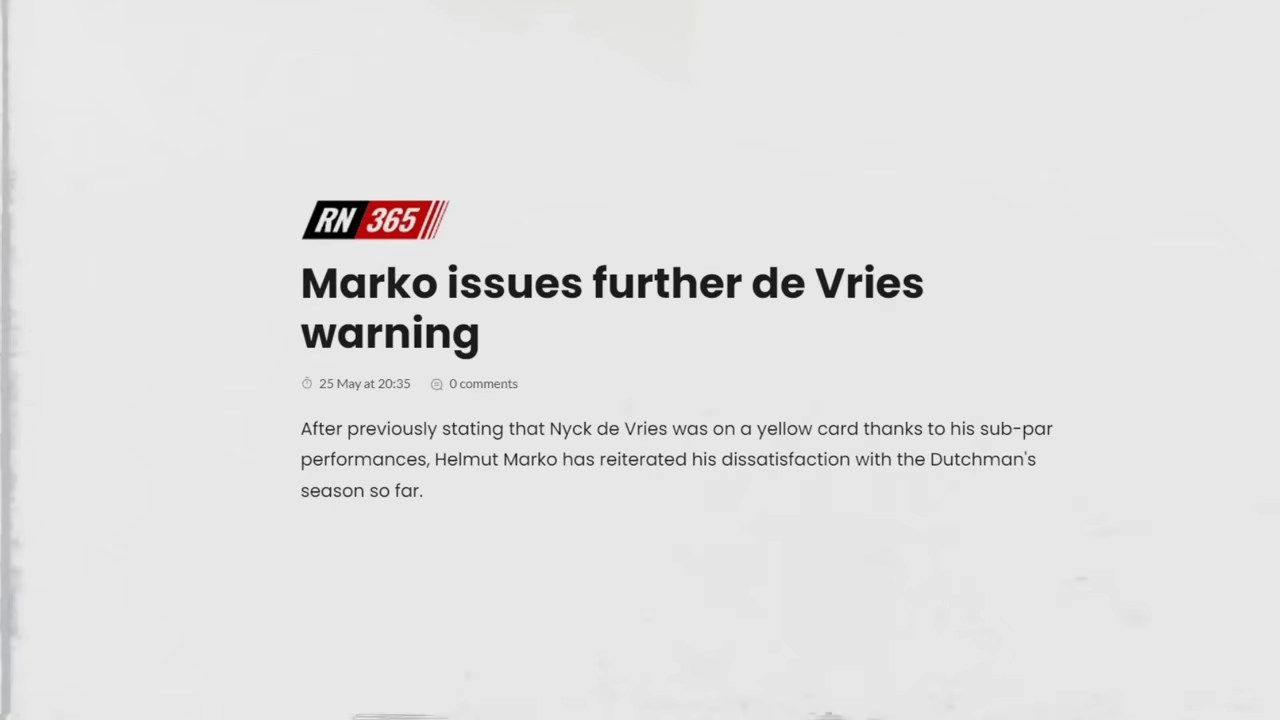 RN 365
Marko issues further de Vries
warning
25 May at 20:35 0 comments
After previously stating that Nyck de Vries was on a yellow card thanks to his sub-par
performances, Helmut Marko has reiterated his dissatisfaction with the Dutchman's
season so far.